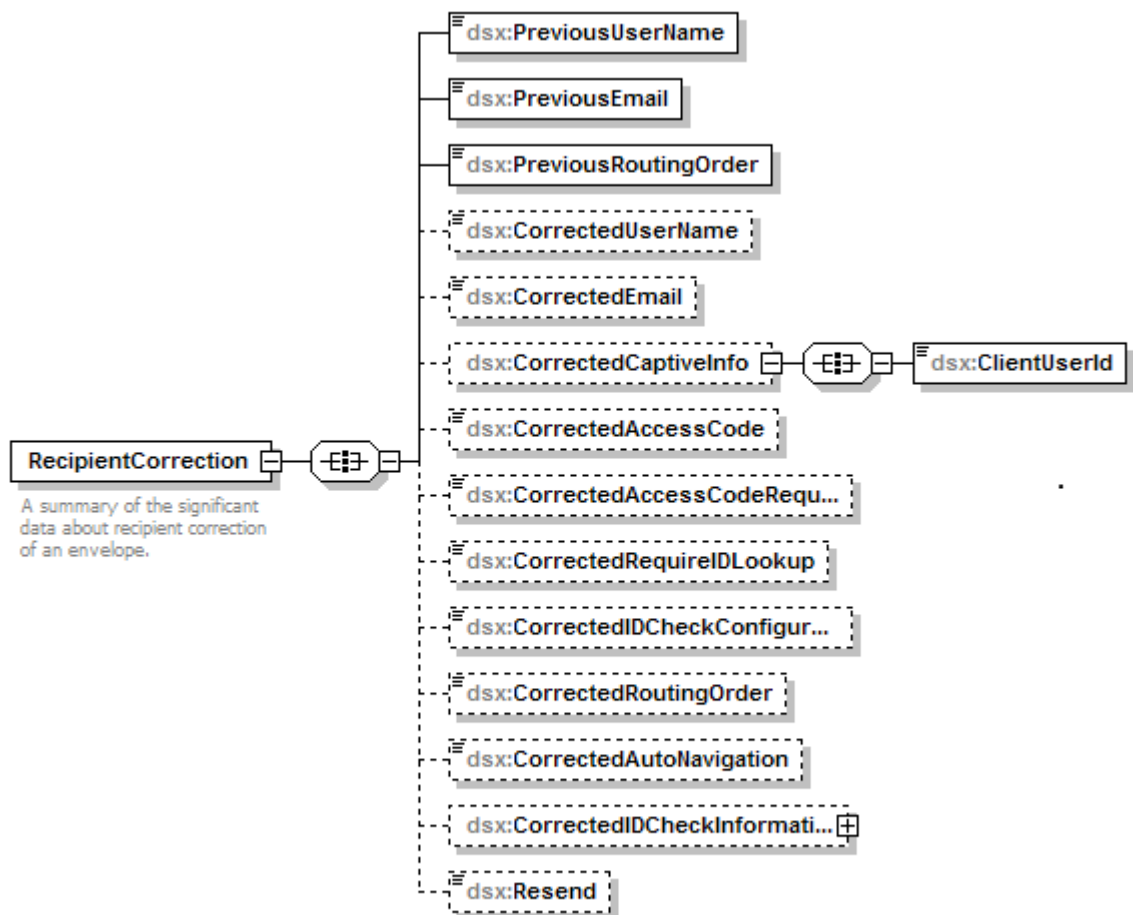 dsx:PreviousUserName
dsx:PreviousEmail
dsx:PreviousRoutingOrder
dsx:CorrectedUserName
dsx:CorrectedEmail
dsx:CorrectedCaptiveInfo
dsx:ClientUserId
dsx:CorrectedAccessCode
RecipientCorrection
A summary of the significant
data about recipient correction
of an envelope.
dsx:CorrectedAccessCodeRequ...
dsx:CorrectedRequireIDLookup
dsx:CorrectedIDCheckConfigur...
dsx:CorrectedRoutingOrder
dsx:CorrectedAutoNavigation
dsx:CorrectedIDCheckInformati...
dsx:Resend